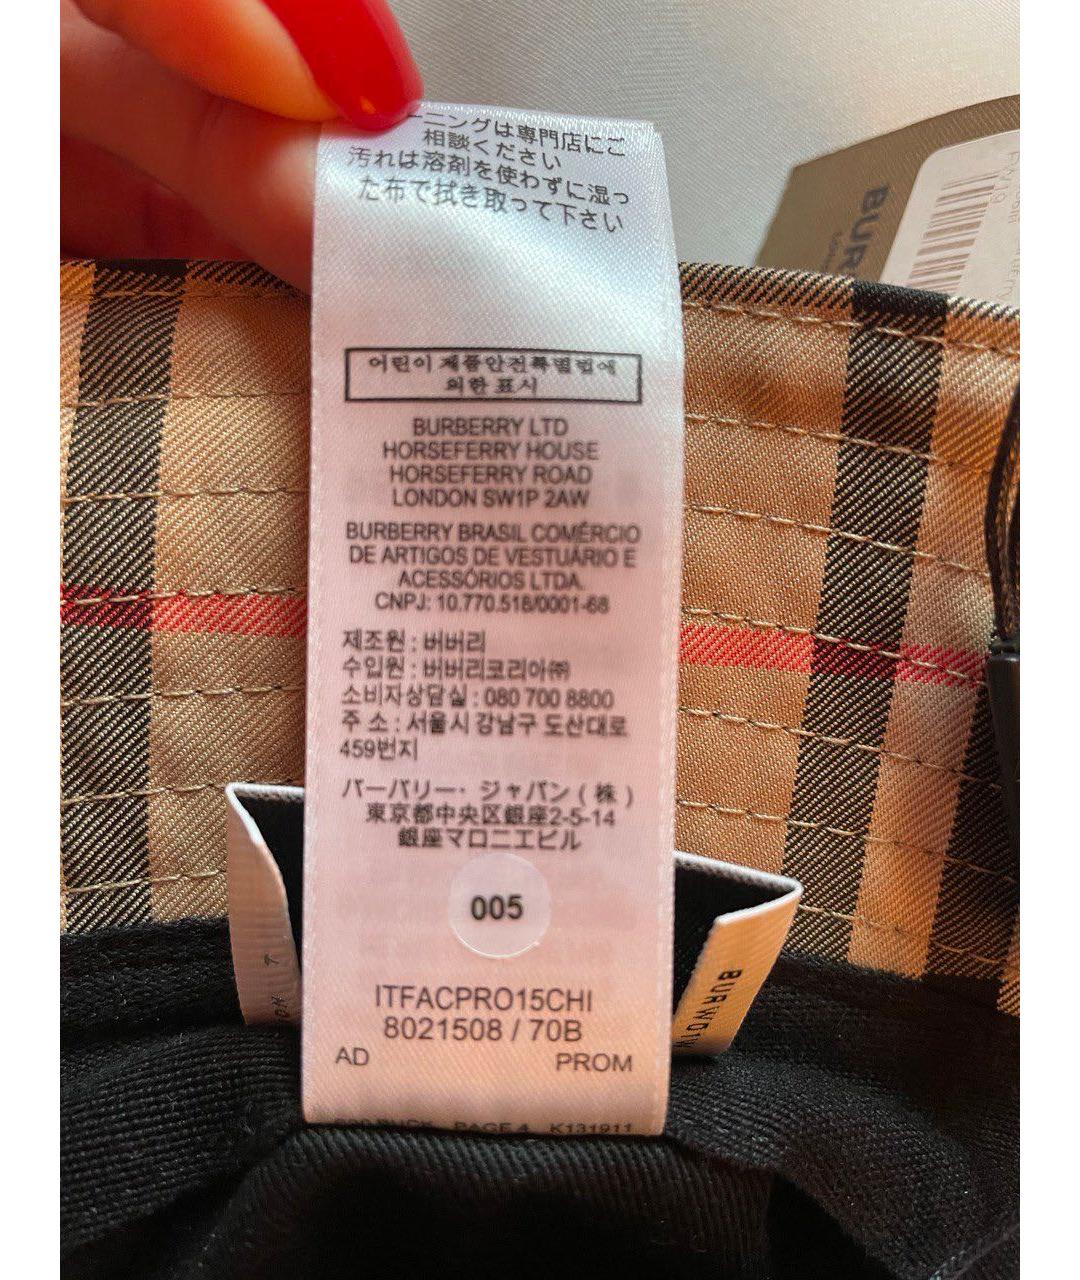 ーニングは専門店にご
相談ください
汚れは溶剤を使わずに湿っ
た布で拭き取って下さい
어린이제품안전특별법에
의한 표시
BURBERRY LTD
HORSEFERRY HOUSE
HORSEFERRY ROAD
LONDON SW1P 2AW
BURBERRY BRASIL COMÉRCIO
DE ARTIGOS DE VESTUÁRIO E
ACESSÓRIOS LTDA.
CNPJ: 10.770.518/0001-68
제조원 : 버버리
수입원 : 버버리코리아㈜
소비자상담실 : 080 700 8800
주 소 : 서울시 강남구 도산대로
459번지
バーバリー・ジャパン(株)
東京都中央区銀座2-5-14
銀座マロニエビル
005
ITFACPRO15CHI
8021508 / 70B
AD PROM
PAGE 4 K131911
BUR